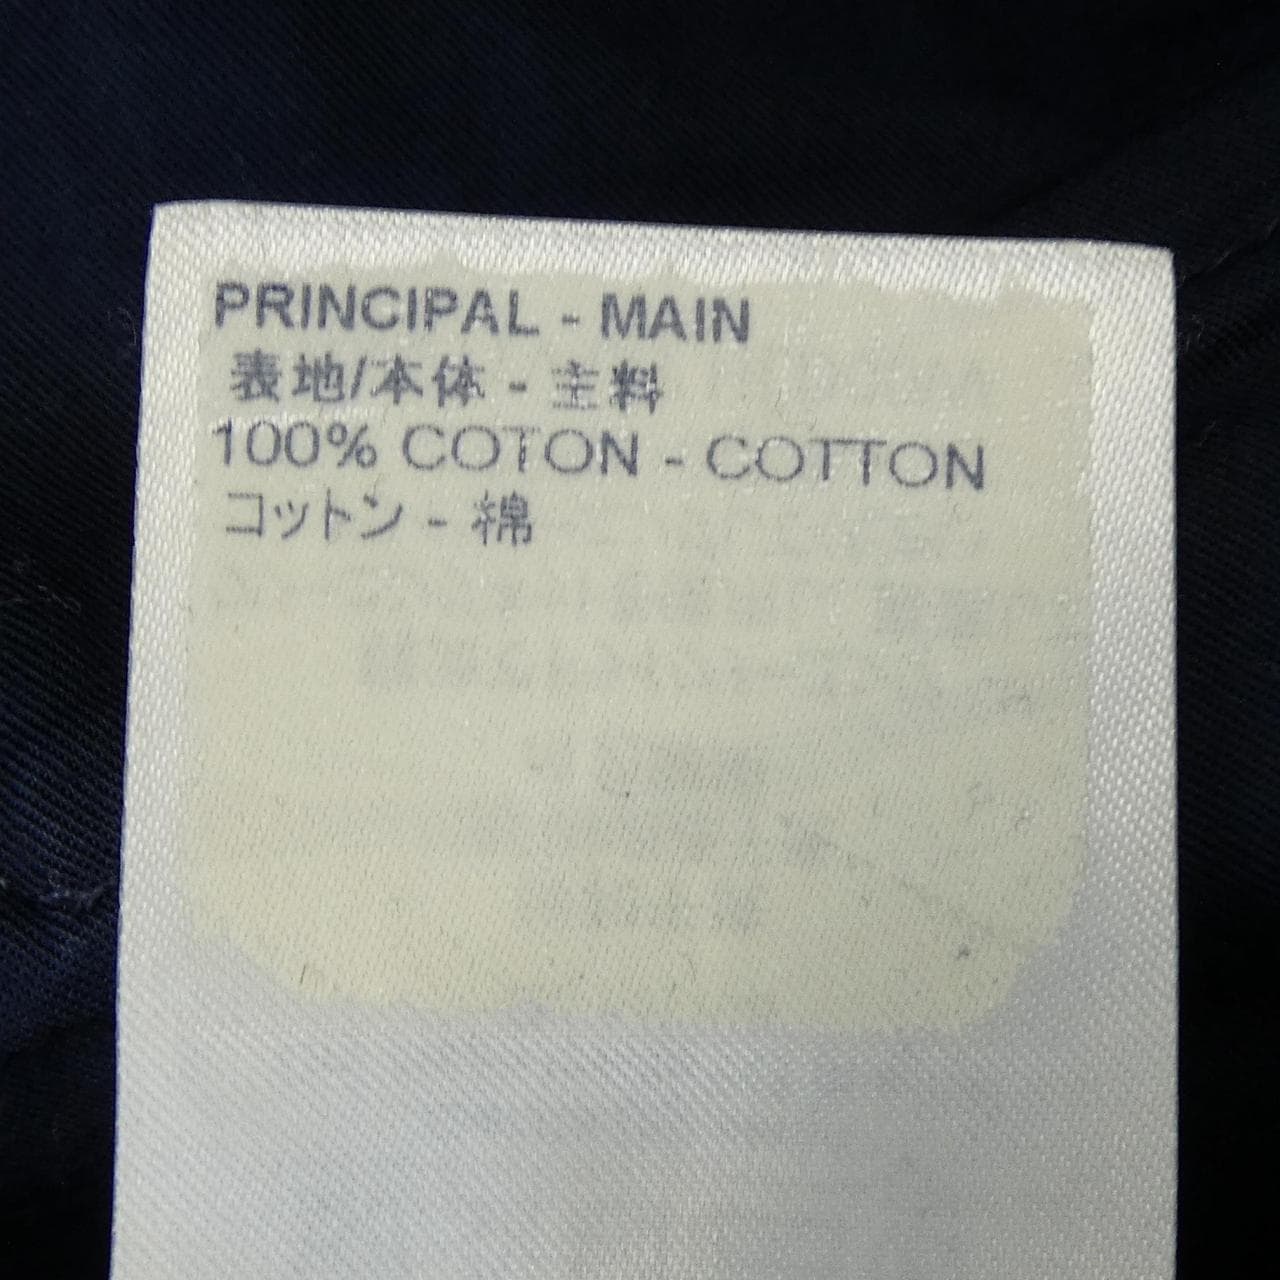 PRINCIPAL - MAIN
表地/本体 - 主料
100% COTON - COTTON
コットン - 棉